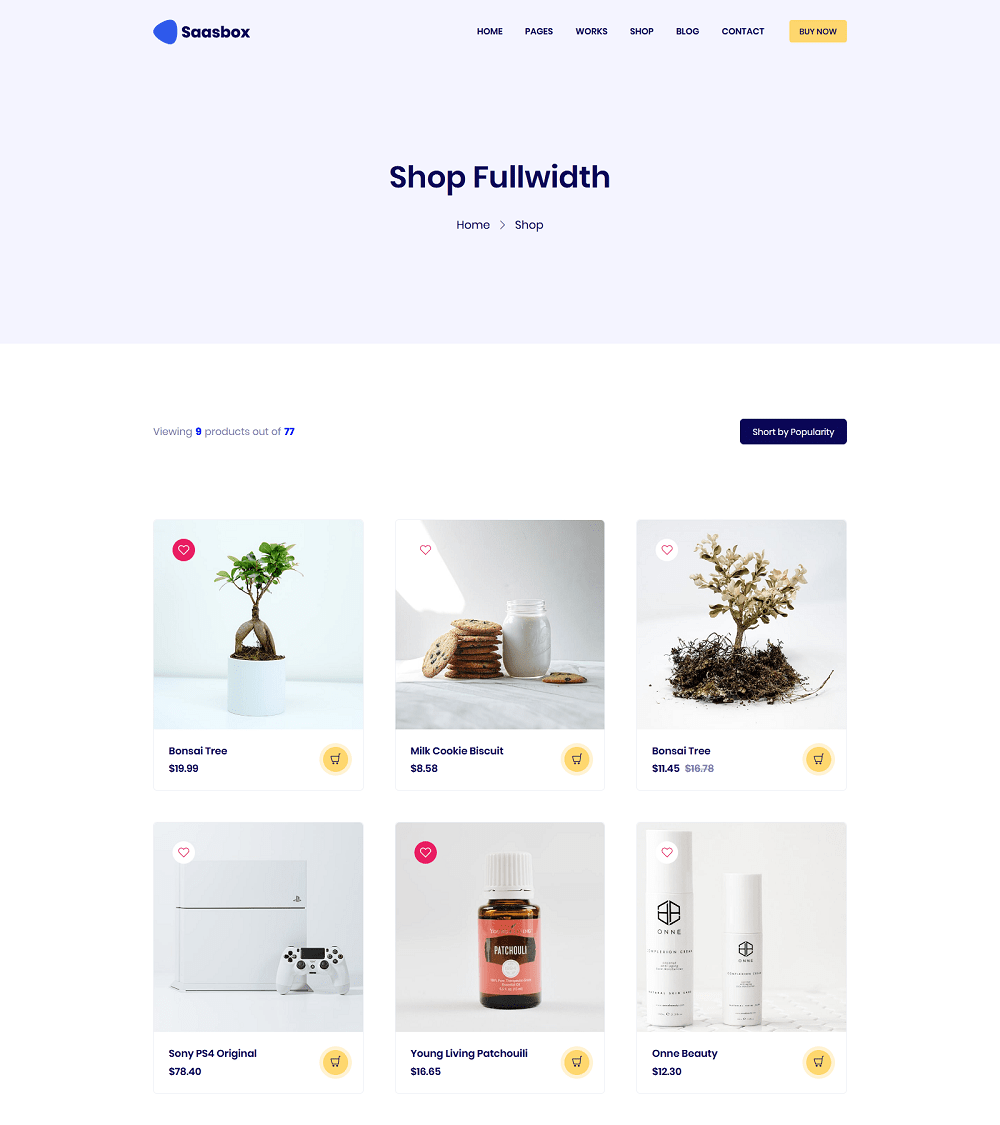 Saasbox
HOME PAGES WORKS SHOP BLOG CONTACT BUY NOW
Shop Fullwidth
Home > Shop
Viewing 9 products out of 77
Short by Popularity
Bonsai Tree
$19.99
Milk Cookie Biscuit
$8.58
Bonsai Tree
$11.45 $16.78
PATCHOULI
ONNE
ONNE
Sony PS4 Original
$78.40
Young Living Patchouili
$16.65
Onne Beauty
$12.30